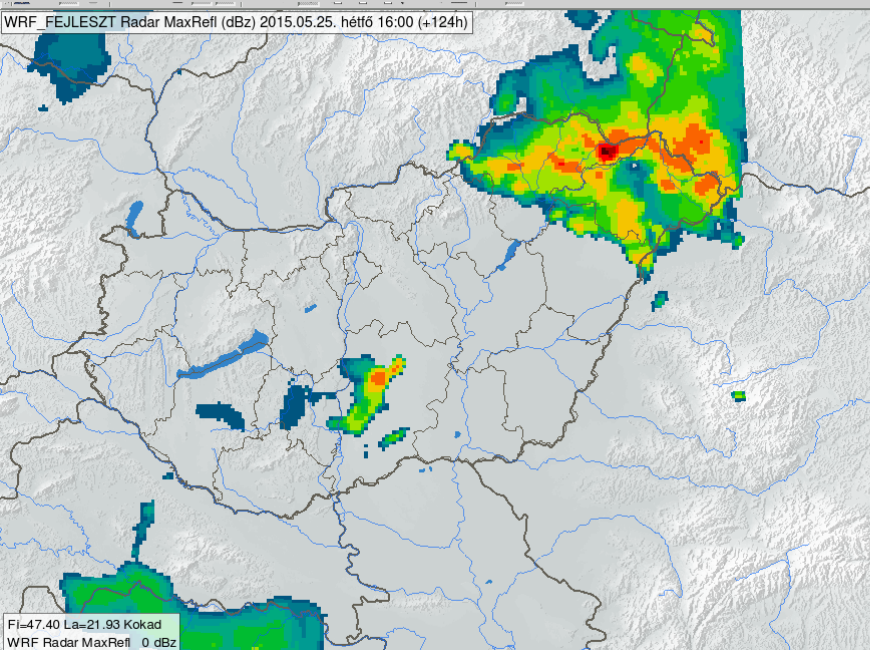 WRF_FEJLESZT Radar MaxRefl (dBz) 2015.05.25. hétfő 16:00 (+124h)
Fi=47.40 La=21.93 Kokad
WRF Radar MaxRefl 0 dBz